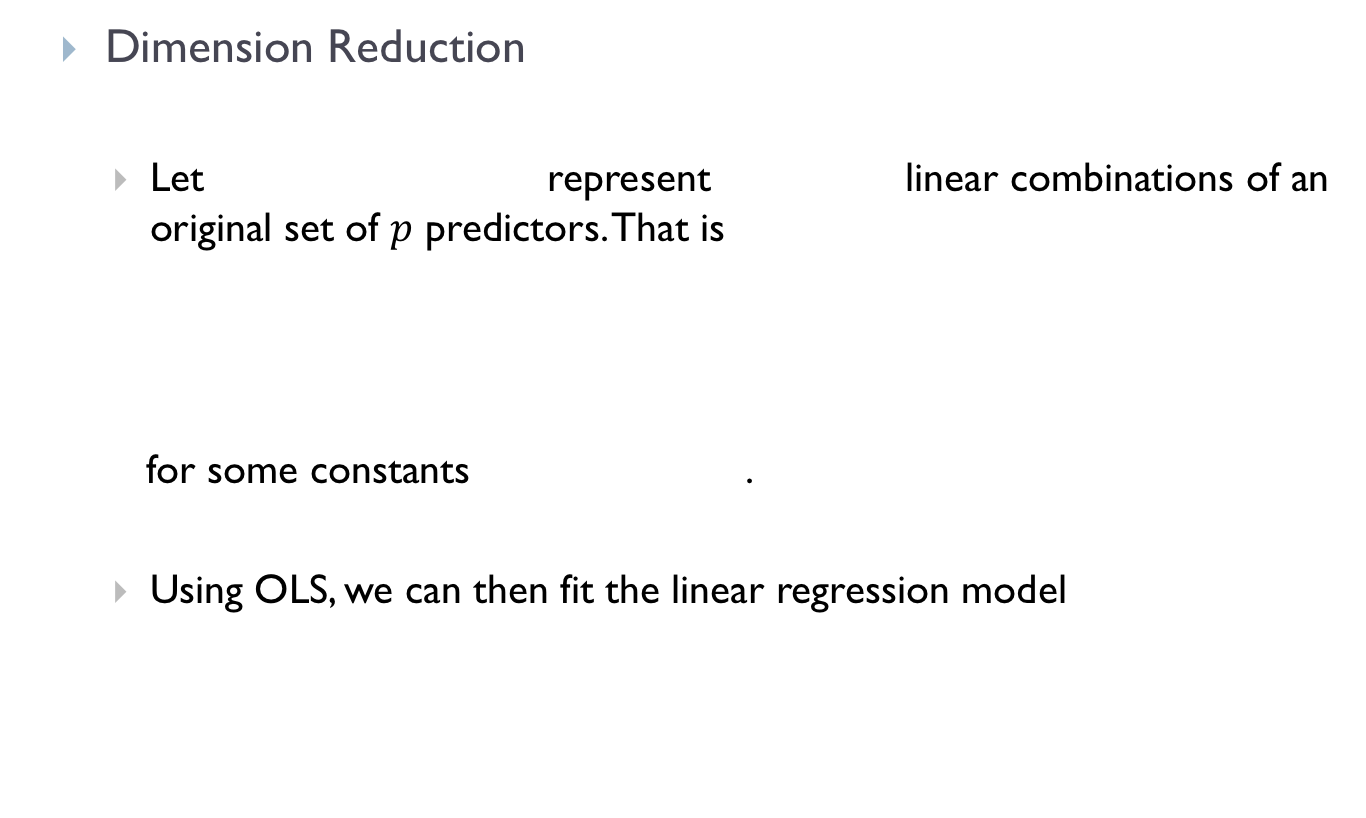 Dimension Reduction
Let represent linear combinations of an
original set of p predictors. That is
for some constants .
Using OLS, we can then fit the linear regression model